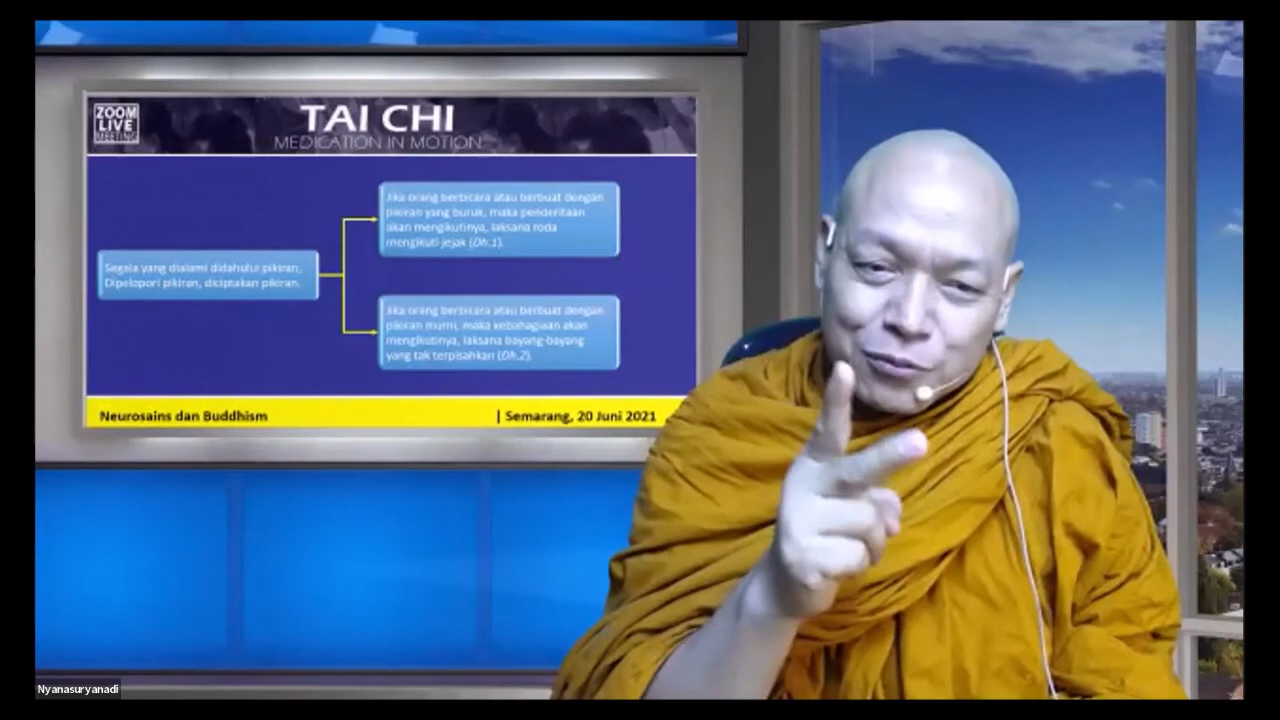 ZOOM
LIVE
MEETING
TAI CHI
MEDICATION IN MOTION
Segala yang dialami didahului pikiran,
Dipelopori pikiran, diciptakan pikiran.
Jika orang berbicara atau berbuat dengan
pikiran yang buruk, maka penderitaan
akan mengikutinya, laksana roda
mengikuti jejak (Dh.1).
Jika orang berbicara atau berbuat dengan
pikiran murni, maka kebahagiaan akan
mengikutinya, laksana bayang-bayang
yang tak terpisahkan (Dh.2).
Neurosains dan Buddhism
| Semarang, 20 Juni 2021
Nyanasuryanadi